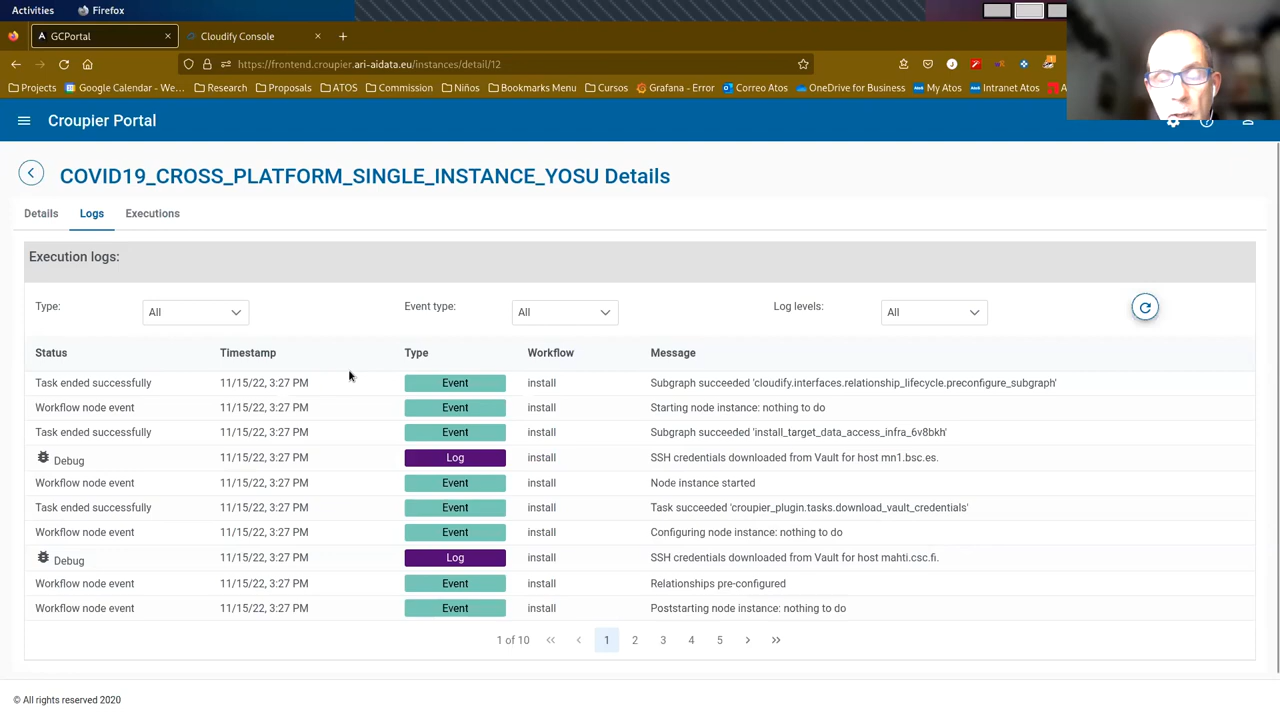 Activities Firefox
GCPortal × Cloudify Console × +
https://frontend.croupier.ari-aidata.eu/instances/detail/12
Projects Google Calendar - We... Research Proposals ATOS Commission Niños Bookmarks Menu Cursos Grafana - Error Correo Atos OneDrive for Business My Atos Intranet Atos
Croupier Portal
COVID19_CROSS_PLATFORM_SINGLE_INSTANCE_YOSU Details
Details Logs Executions
Execution logs:
Type: All Event type: All Log levels: All
Status Timestamp Type Workflow Message
Task ended successfully 11/15/22, 3:27 PM Event install Subgraph succeeded 'cloudify.interfaces.relationship_lifecycle.preconfigure_subgraph'
Workflow node event 11/15/22, 3:27 PM Event install Starting node instance: nothing to do
Task ended successfully 11/15/22, 3:27 PM Event install Subgraph succeeded 'install_target_data_access_infra_6v8bkh'
Debug 11/15/22, 3:27 PM Log install SSH credentials downloaded from Vault for host mn1.bsc.es.
Workflow node event 11/15/22, 3:27 PM Event install Node instance started
Task ended successfully 11/15/22, 3:27 PM Event install Task succeeded 'croupier_plugin.tasks.download_vault_credentials'
Workflow node event 11/15/22, 3:27 PM Event install Configuring node instance: nothing to do
Debug 11/15/22, 3:27 PM Log install SSH credentials downloaded from Vault for host mahti.csc.fi.
Workflow node event 11/15/22, 3:27 PM Event install Relationships pre-configured
Workflow node event 11/15/22, 3:27 PM Event install Poststarting node instance: nothing to do
1 of 10 « ‹ 1 2 3 4 5 › »
© All rights reserved 2020